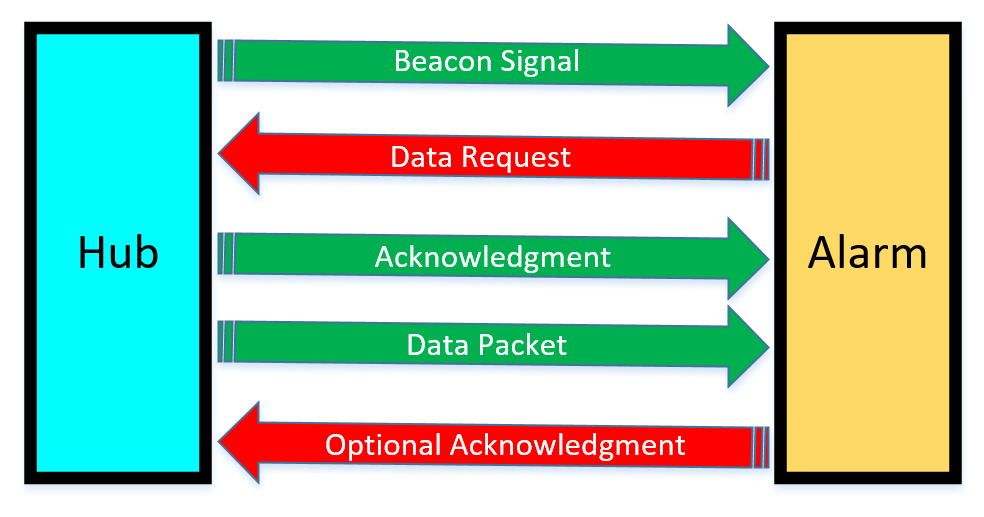 Beacon Signal
Data Request
Hub
Acknowledgment
Alarm
Data Packet
Optional Acknowledgment